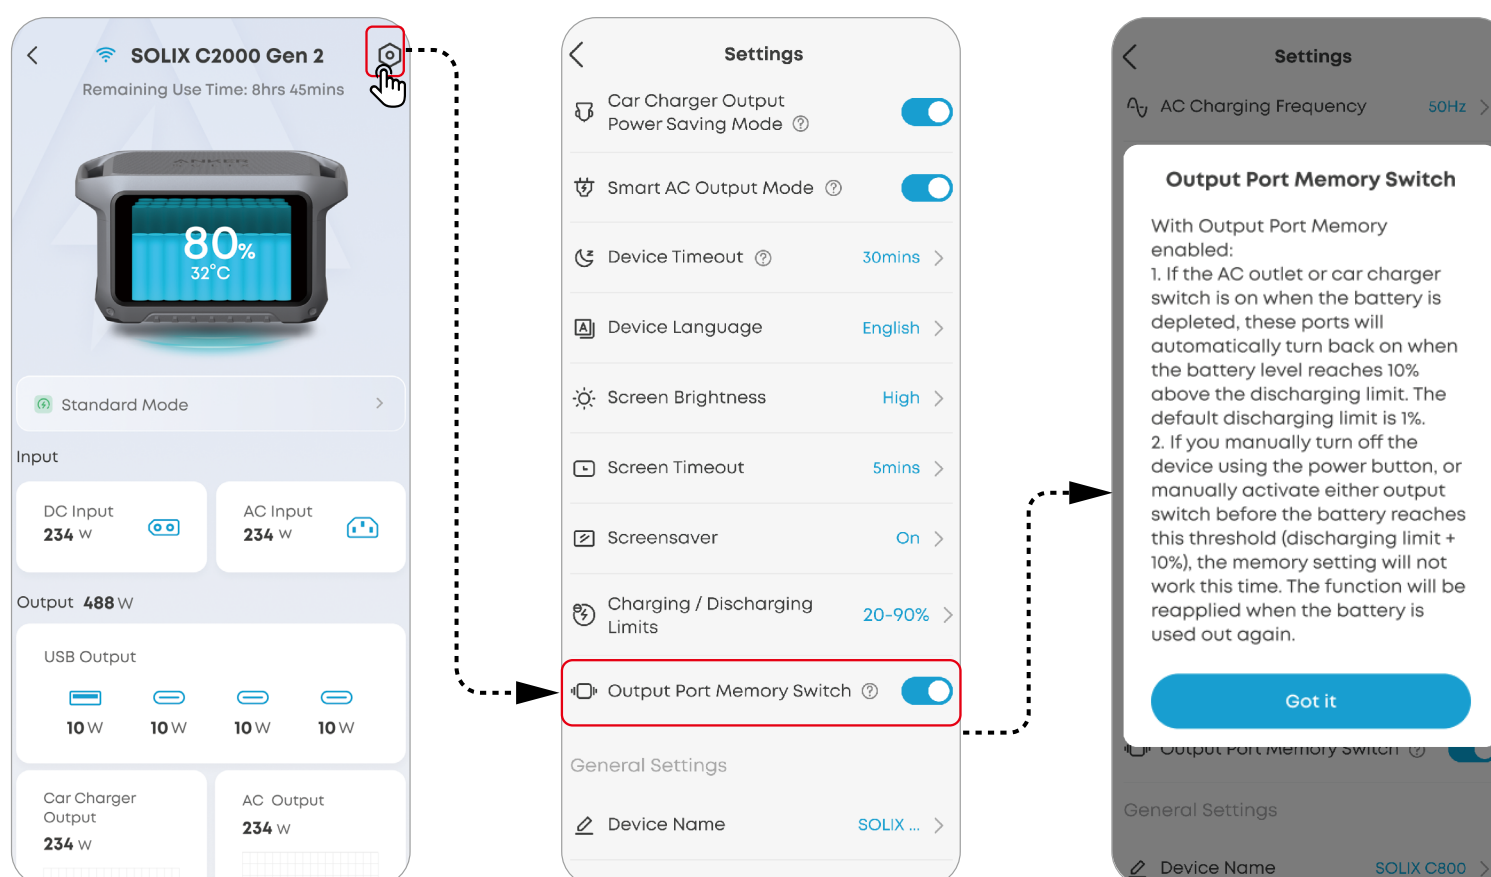 SOLIX C2000 Gen 2
Remaining Use Time: 8hrs 45mins
ANKER
80%
32°C
Standard Mode
Input
DC Input
234 W
AC Input
234 W
Output 488 W
USB Output
10 W
10 W
10 W
10 W
Car Charger
Output
234 W
AC Output
234 W
Settings
Car Charger Output
Power Saving Mode ?
Smart AC Output Mode ?
Device Timeout ? 30mins
Device Language English
Screen Brightness High
Screen Timeout 5mins
Screensaver On
Charging / Discharging
Limits 20-90%
Output Port Memory Switch ?
General Settings
Device Name SOLIX ...
Settings
AC Charging Frequency 50Hz
Output Port Memory Switch
With Output Port Memory
enabled:
1. If the AC outlet or car charger
switch is on when the battery is
depleted, these ports will
automatically turn back on when
the battery level reaches 10%
above the discharging limit. The
default discharging limit is 1%.
2. If you manually turn off the
device using the power button, or
manually activate either output
switch before the battery reaches
this threshold (discharging limit +
10%), the memory setting will not
work this time. The function will be
reapplied when the battery is
used out again.
Got it
Output Port Memory Switch ?
General Settings
Device Name SOLIX C800